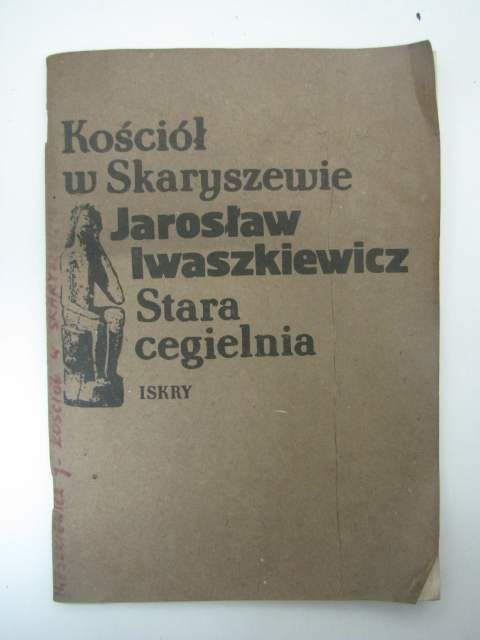 Kościół
w Skaryszewie
Jarosław
Iwaszkiewicz
Stara
cegielnia
ISKRY